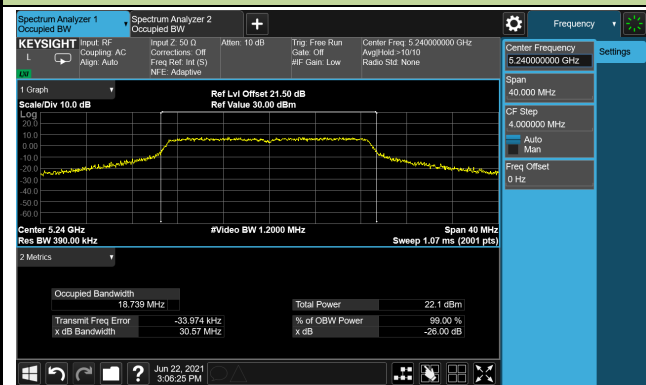 Spectrum Analyzer 1
Occupied BW
Spectrum Analyzer 2
Occupied BW
+
Frequency
KEYSIGHT
L
LXI
Input: RF
Coupling: AC
Align: Auto
Input Z: 50 Ω
Corrections: Off
Freq Ref: Int (S)
NFE: Adaptive
Atten: 10 dB
Trig: Free Run
Gate: Off
#IF Gain: Low
Center Freq: 5.240000000 GHz
Avg|Hold:>10/10
Radio Std: None
Center Frequency
5.240000000 GHz
Settings
Span
40.000 MHz
CF Step
4.000000 MHz
Auto
Man
Freq Offset
0 Hz
1 Graph
Scale/Div 10.0 dB
Ref Lvl Offset 21.50 dB
Ref Value 30.00 dBm
Log
20.0
10.0
0.00
-10.0
-20.0
-30.0
-40.0
-50.0
-60.0
Center 5.24 GHz
Res BW 390.00 kHz
#Video BW 1.2000 MHz
Span 40 MHz
Sweep 1.07 ms (2001 pts)
2 Metrics
Occupied Bandwidth
18.739 MHz
Total Power 22.1 dBm
Transmit Freq Error -33.974 kHz
% of OBW Power 99.00 %
x dB Bandwidth 30.57 MHz
x dB -26.00 dB
?
Jun 22, 2021
3:06:25 PM